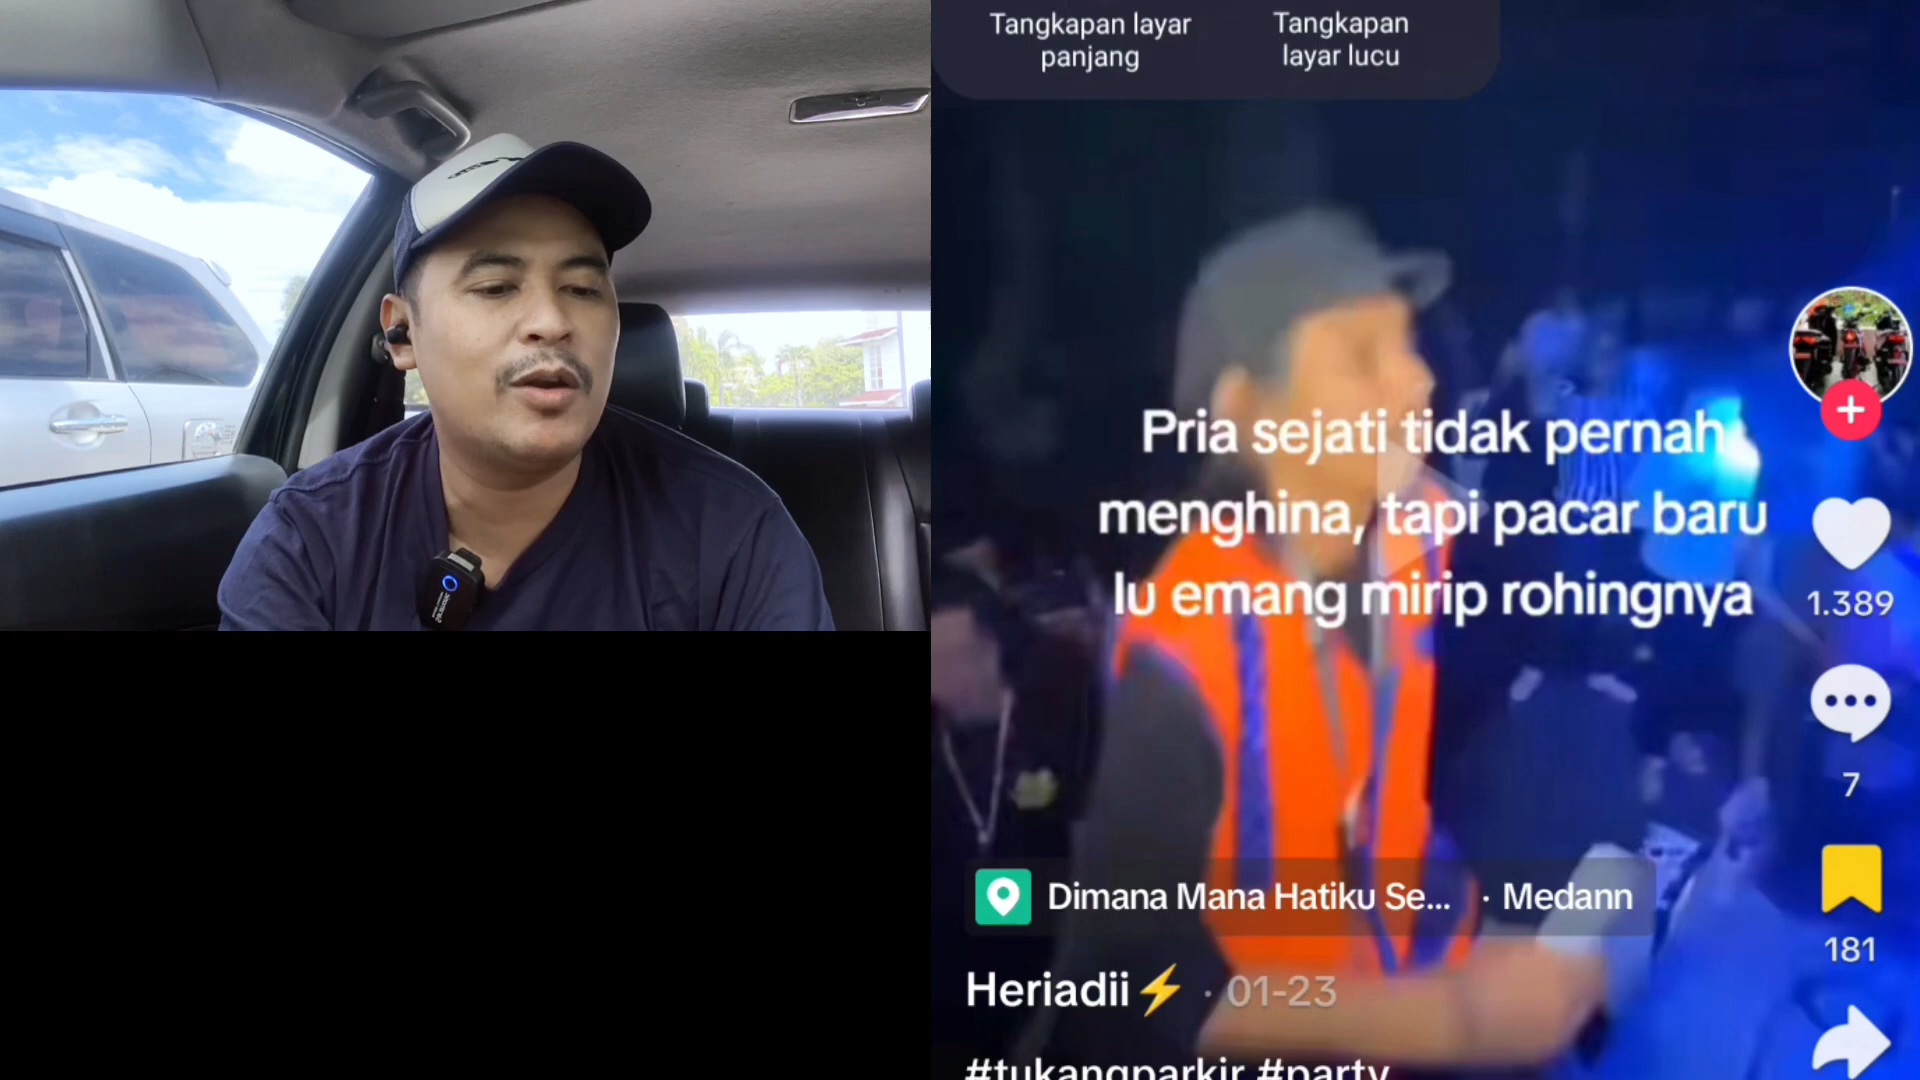 Tangkapan layar
panjang
Tangkapan
layar lucu
Pria sejati tidak pernah
menghina, tapi pacar baru
lu emang mirip rohingnya
1.389
7
Dimana Mana Hatiku Se... · Medann
181
Heriadii⚡ · 01-23
#tukangparkir #party